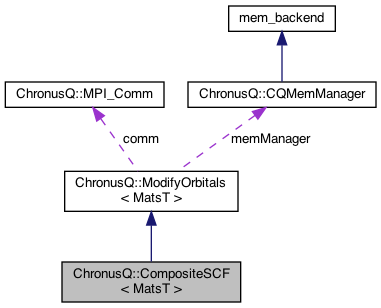 mem_backend
ChronusQ::MPI_Comm
ChronusQ::CQMemManager
comm
memManager
ChronusQ::ModifyOrbitals
< MatsT >
ChronusQ::CompositeSCF
< MatsT >